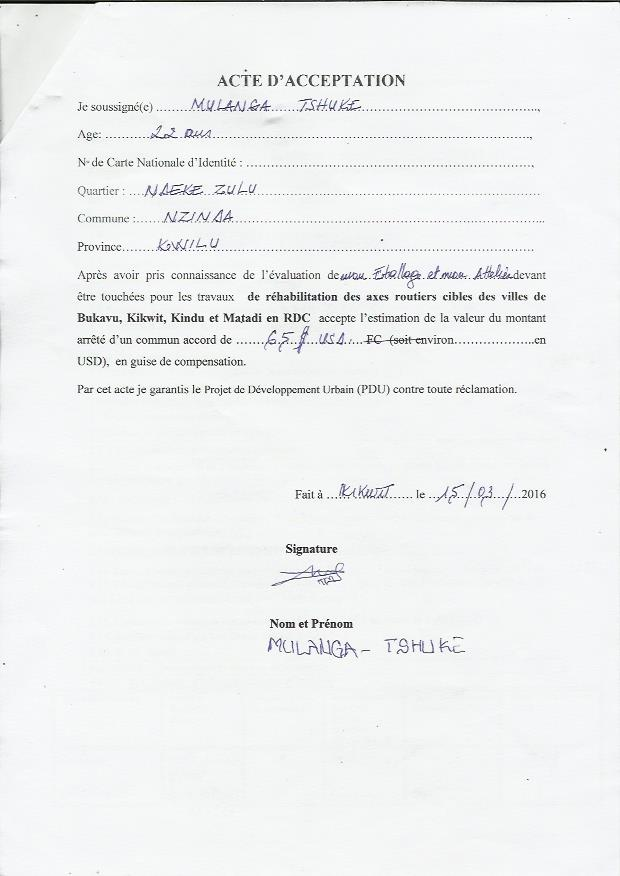 ACTE D'ACCEPTATION
Je soussigné(e) ......MULANGA TSHUKE......,
Age: ......22 ans......,
N° de Carte Nationale d'Identité : ......,
Quartier : ... ZULU......
Commune :......NZINDA......
Province......KWILU......
Après avoir pris connaissance de l'évaluation de mon Etallage et mon Attelier devant
être touchées pour les travaux de réhabilitation des axes routiers cibles des villes de
Bukavu, Kikwit, Kindu et Matadi en RDC accepte l'estimation de la valeur du montant
arrêté d'un commun accord de ......65 $ USD... FC (soit environ..................en
USD), en guise de compensation.
Par cet acte je garantis le Projet de Développement Urbain (PDU) contre toute réclamation.
Fait à ...KIKWIT...... le ...15/03/...2016
Signature
Nom et Prénom
MULANGA - TSHUKE